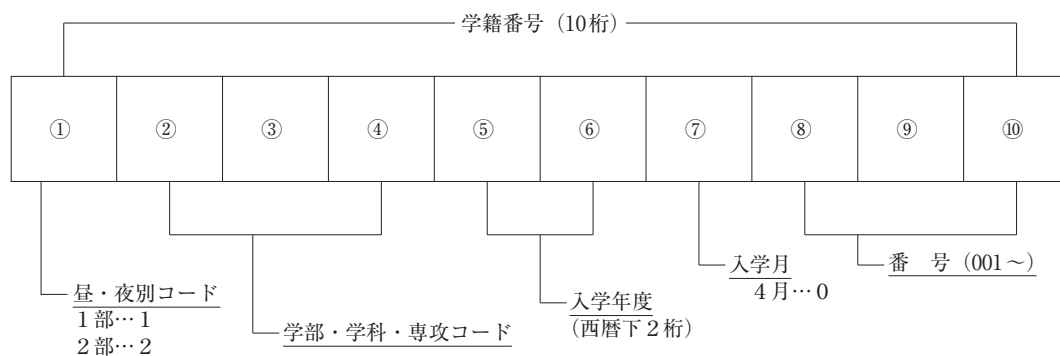 学籍番号（10桁）
① ② ③ ④ ⑤ ⑥ ⑦ ⑧ ⑨ ⑩
昼・夜別コード
1部…1
2部…2
学部・学科・専攻コード
入学年度
（西暦下2桁）
入学月
4月…0
番　号（001～）